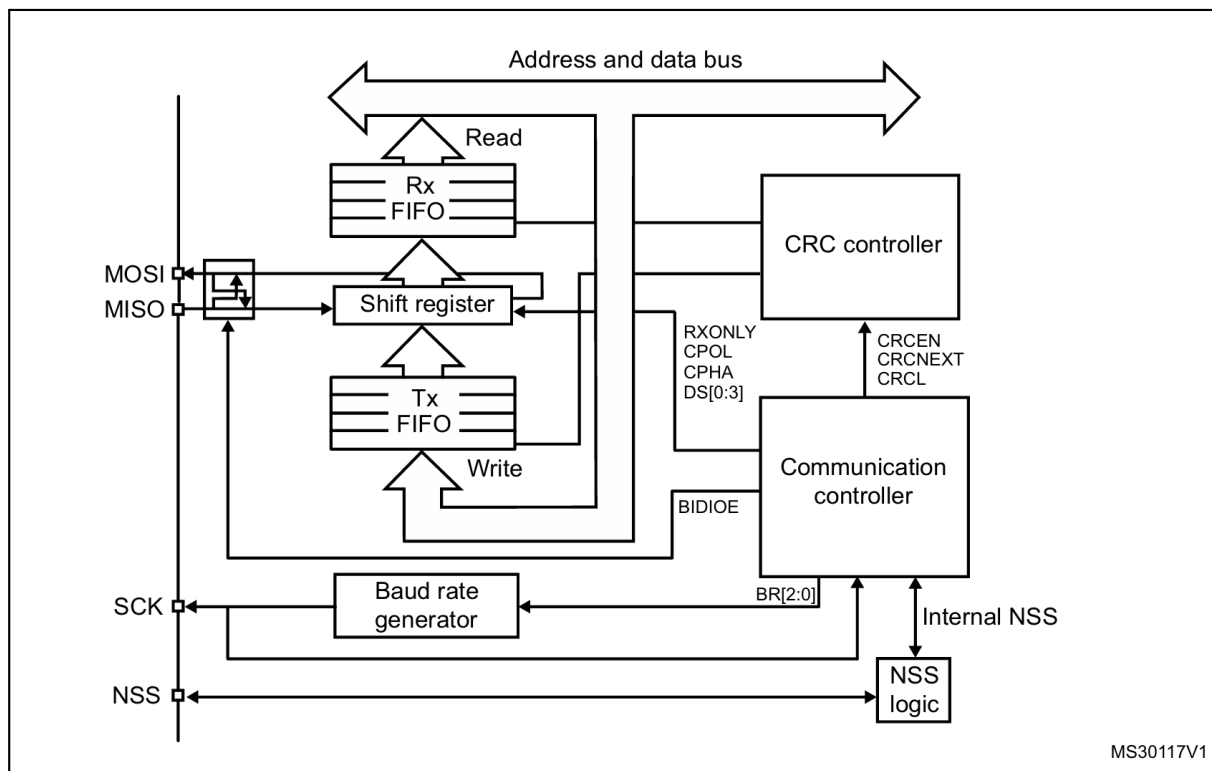 Address and data bus
Read
Rx
FIFO
CRC controller
MOSI
MISO
Shift register
RXONLY
CPOL
CPHA
DS[0:3]
CRCEN
CRCNEXT
CRCL
Tx
FIFO
Write
Communication
controller
BIDIOE
Baud rate
generator
BR[2:0]
SCK
Internal NSS
NSS
NSS
logic
MS30117V1